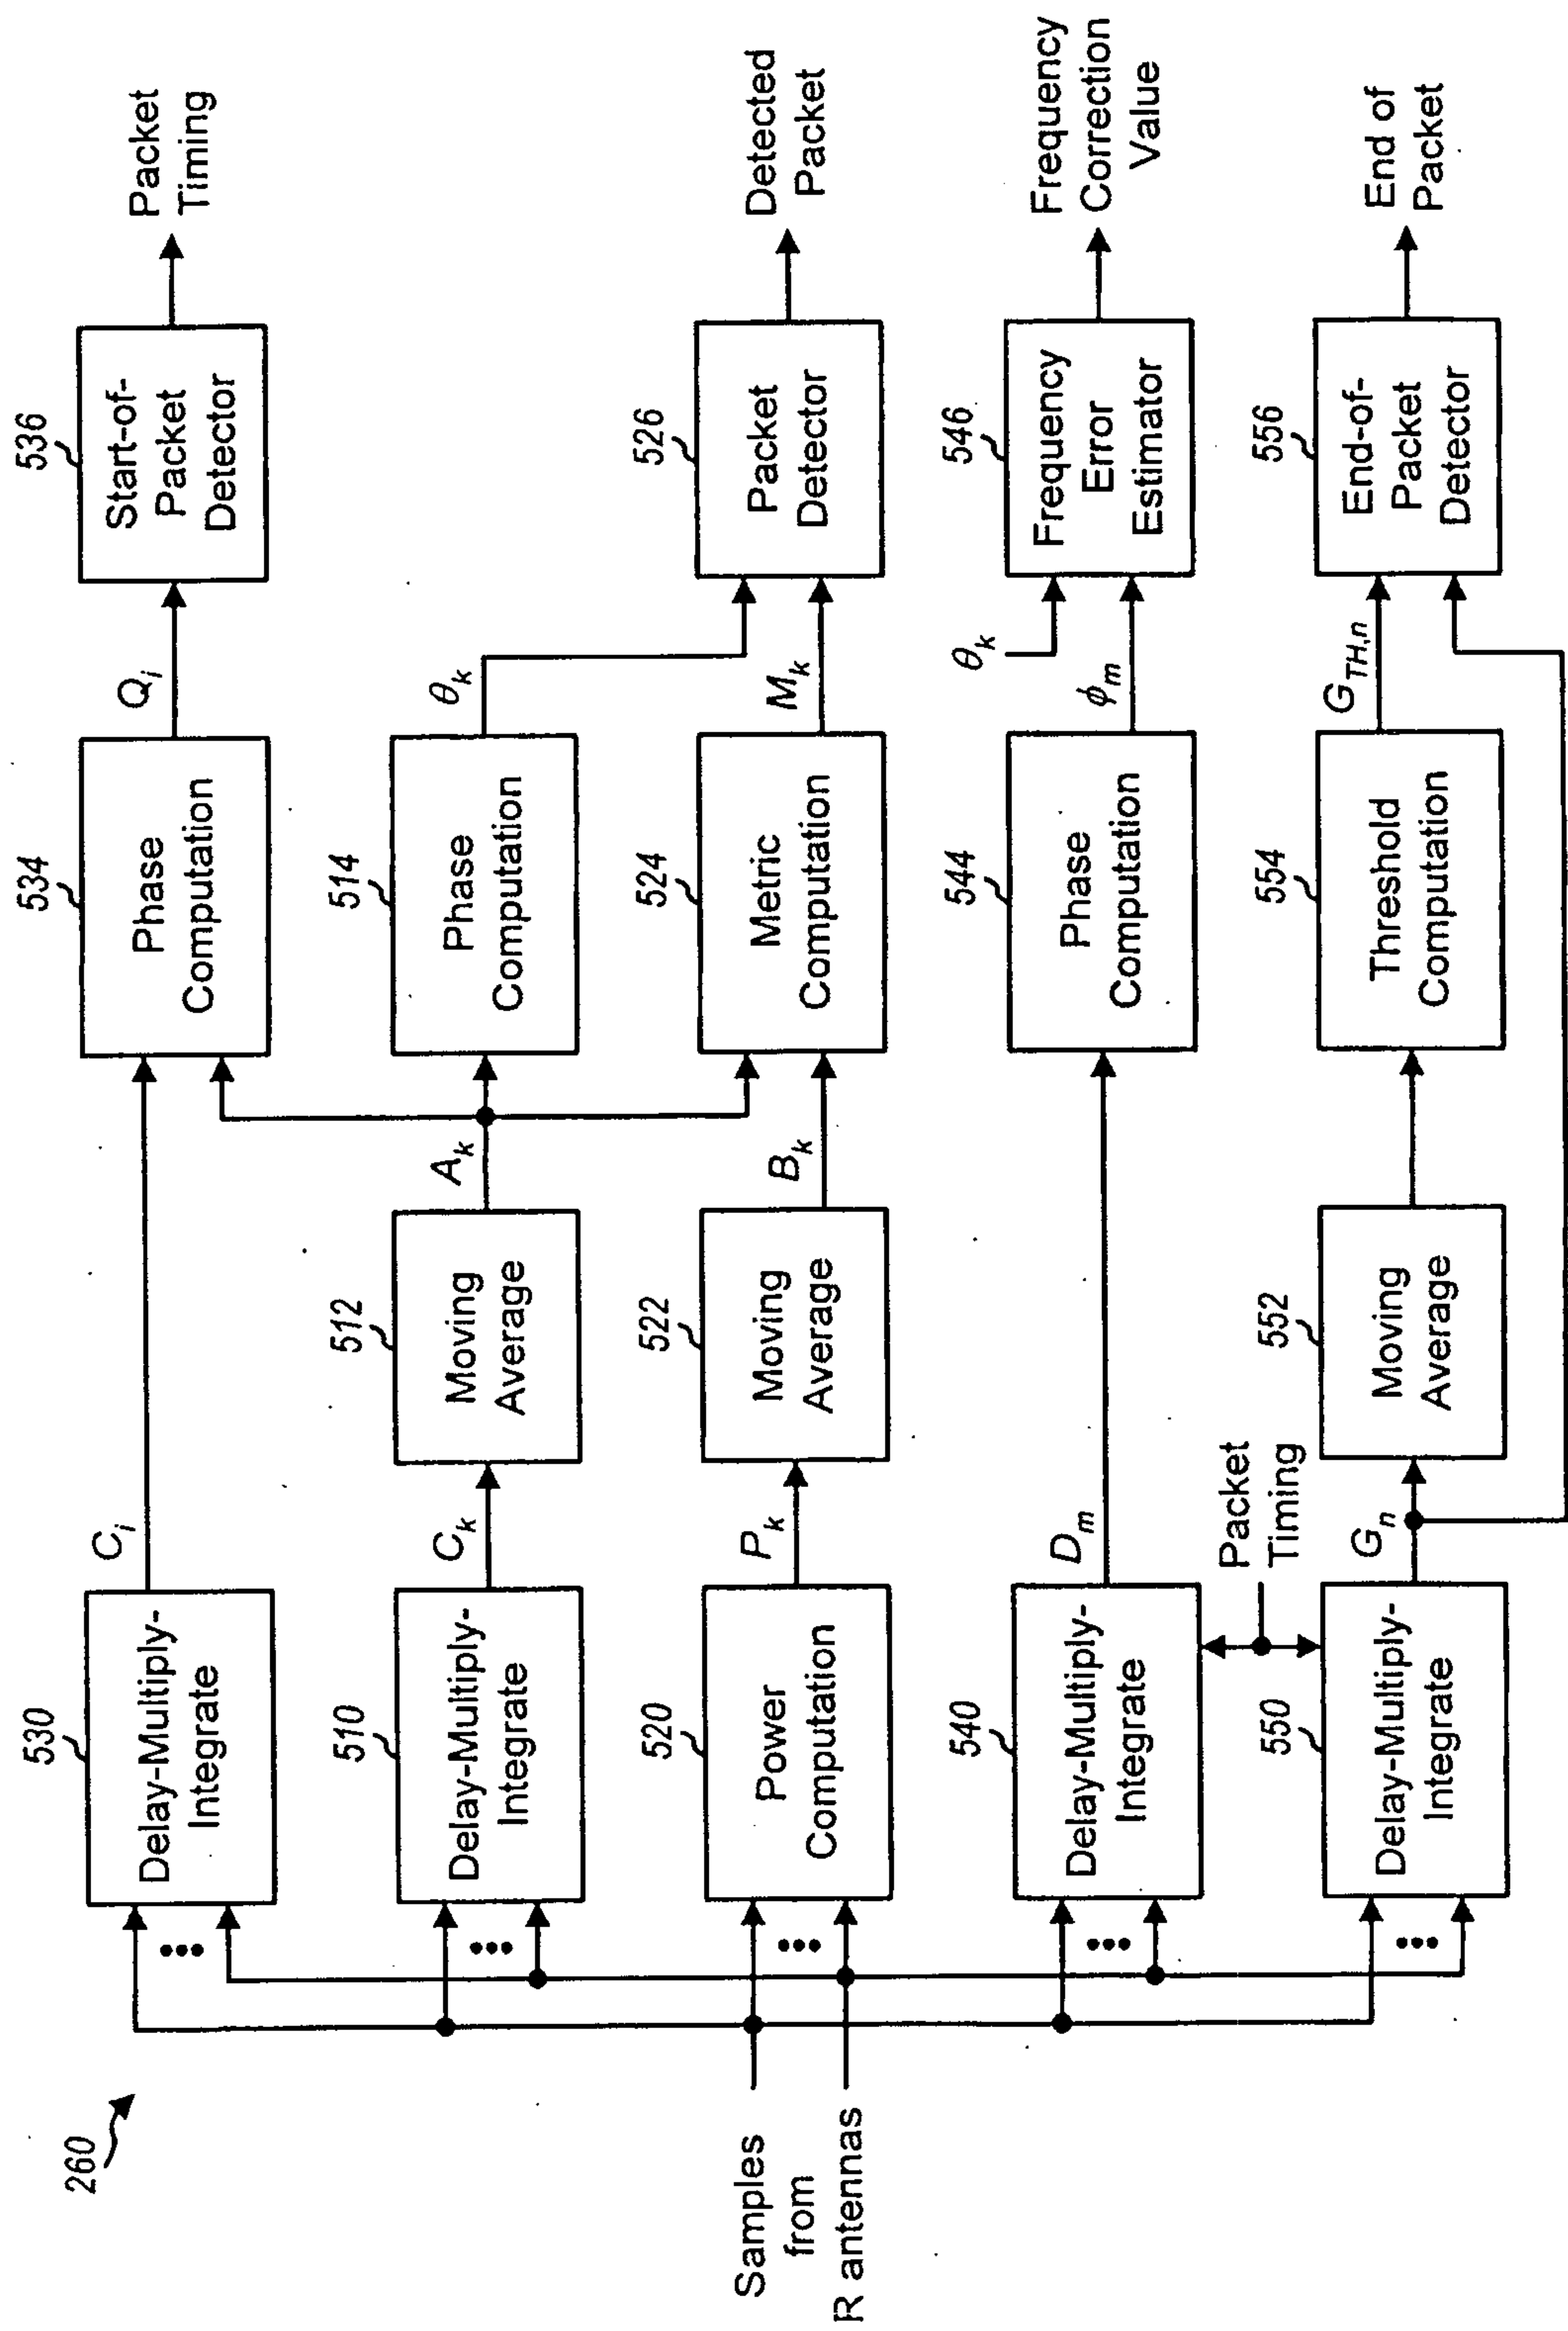 260
Samples
from
R antennas
530
Delay-Multiply-
Integrate
C_i
534
Phase
Computation
Q_i
536
Start-of-
Packet
Detector
Packet
Timing
510
Delay-Multiply-
Integrate
C_k
512
Moving
Average
A_k
514
Phase
Computation
θ_k
520
Power
Computation
P_k
522
Moving
Average
B_k
524
Metric
Computation
M_k
526
Packet
Detector
Detected
Packet
540
Delay-Multiply-
Integrate
D_m
544
Phase
Computation
θ_k
ϕ_m
546
Frequency
Error
Estimator
Frequency
Correction
Value
Packet
Timing
550
Delay-Multiply-
Integrate
G_n
552
Moving
Average
554
Threshold
Computation
G_TH,n
556
End-of-
Packet
Detector
End of
Packet